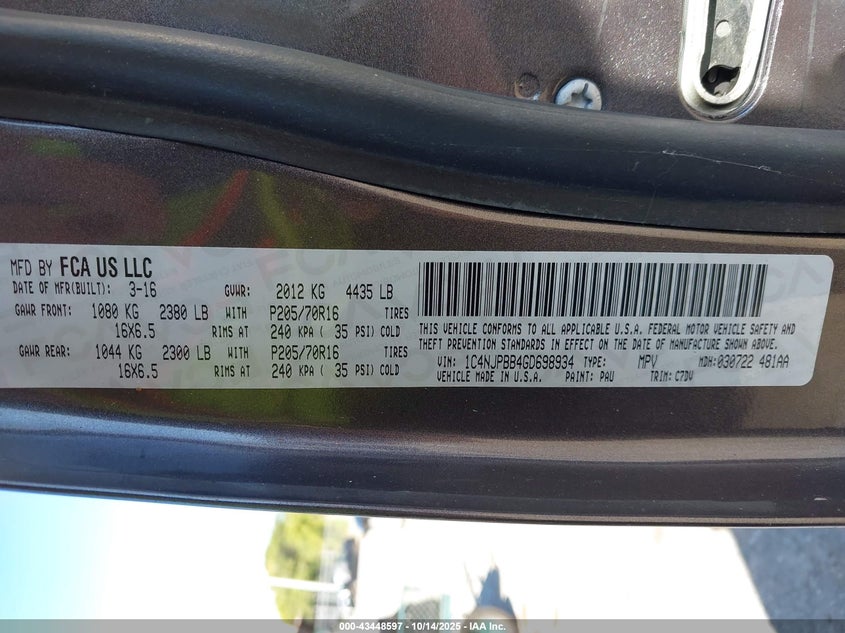 MFD BY FCA US LLC
DATE OF MFR(BUILT): 3-16 GVWR: 2012 KG 4435 LB
GAWR FRONT: 1080 KG 2380 LB WITH P205/70R16 TIRES
16X6.5 RIMS AT 240 KPA ( 35 PSI) COLD
GAWR REAR: 1044 KG 2300 LB WITH P205/70R16 TIRES
16X6.5 RIMS AT 240 KPA ( 35 PSI) COLD
THIS VEHICLE CONFORMS TO ALL APPLICABLE U.S.A. FEDERAL MOTOR VEHICLE SAFETY AND
THEFT PREVENTION STANDARDS IN EFFECT ON THE DATE OF MANUFACTURE SHOWN ABOVE.
VIN: 1C4NJPBB4GD698934 TYPE: MPV MDH:030722 481AA
VEHICLE MADE IN U.S.A. PAINT: PAU TRIM: C7DV
000-43448597 - 10/14/2025 - IAA Inc.